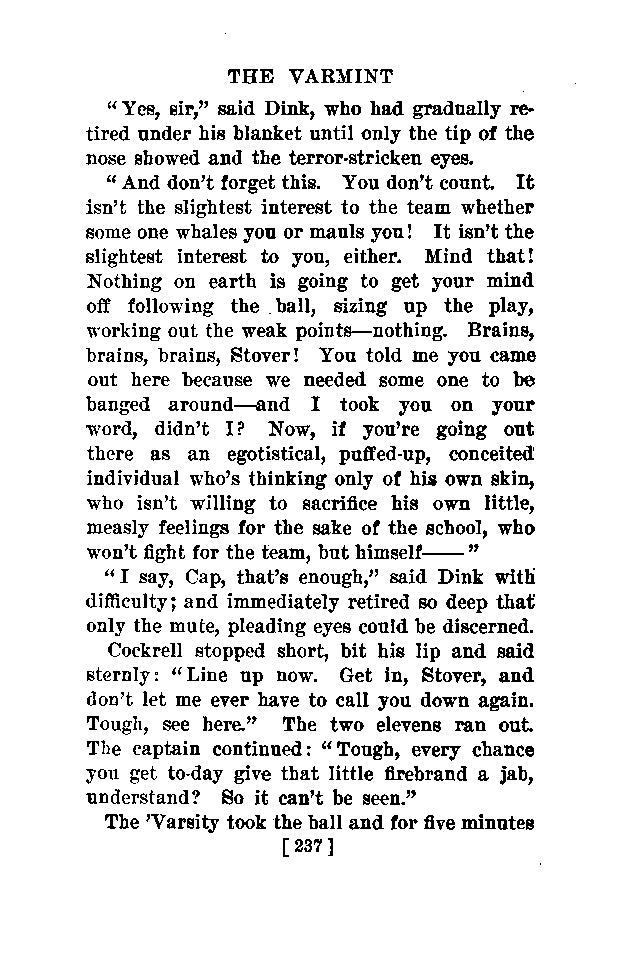 THE VARMINT
“Yes, sir,” said Dink, who had gradually re-
tired under his blanket until only the tip of the
nose showed and the terror-stricken eyes.
“And don't forget this. You don't count. It
isn't the slightest interest to the team whether
some one whales you or mauls you! It isn't the
slightest interest to you, either. Mind that!
Nothing on earth is going to get your mind
off following the ball, sizing up the play,
working out the weak points—nothing. Brains,
brains, brains, Stover! You told me you came
out here because we needed some one to be
banged around—and I took you on your
word, didn't I? Now, if you're going out
there as an egotistical, puffed-up, conceited
individual who's thinking only of his own skin,
who isn't willing to sacrifice his own little,
measly feelings for the sake of the school, who
won't fight for the team, but himself——”
“I say, Cap, that's enough,” said Dink with
difficulty; and immediately retired so deep that
only the mute, pleading eyes could be discerned.
Cockrell stopped short, bit his lip and said
sternly: “Line up now. Get in, Stover, and
don't let me ever have to call you down again.
Tough, see here.” The two elevens ran out.
The captain continued: “Tough, every chance
you get to-day give that little firebrand a jab,
understand? So it can't be seen.”
The 'Varsity took the ball and for five minutes
[237]